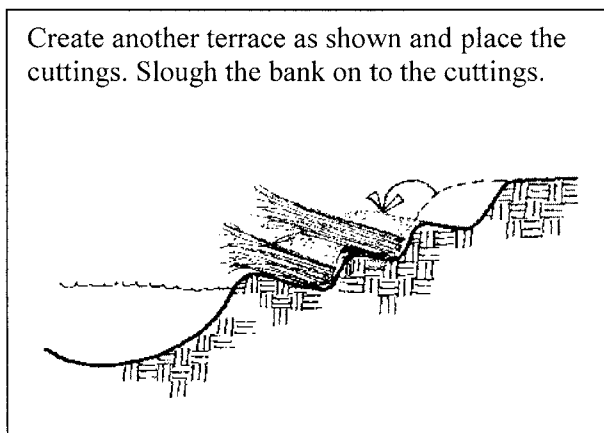 Create another terrace as shown and place the
cuttings. Slough the bank on to the cuttings.